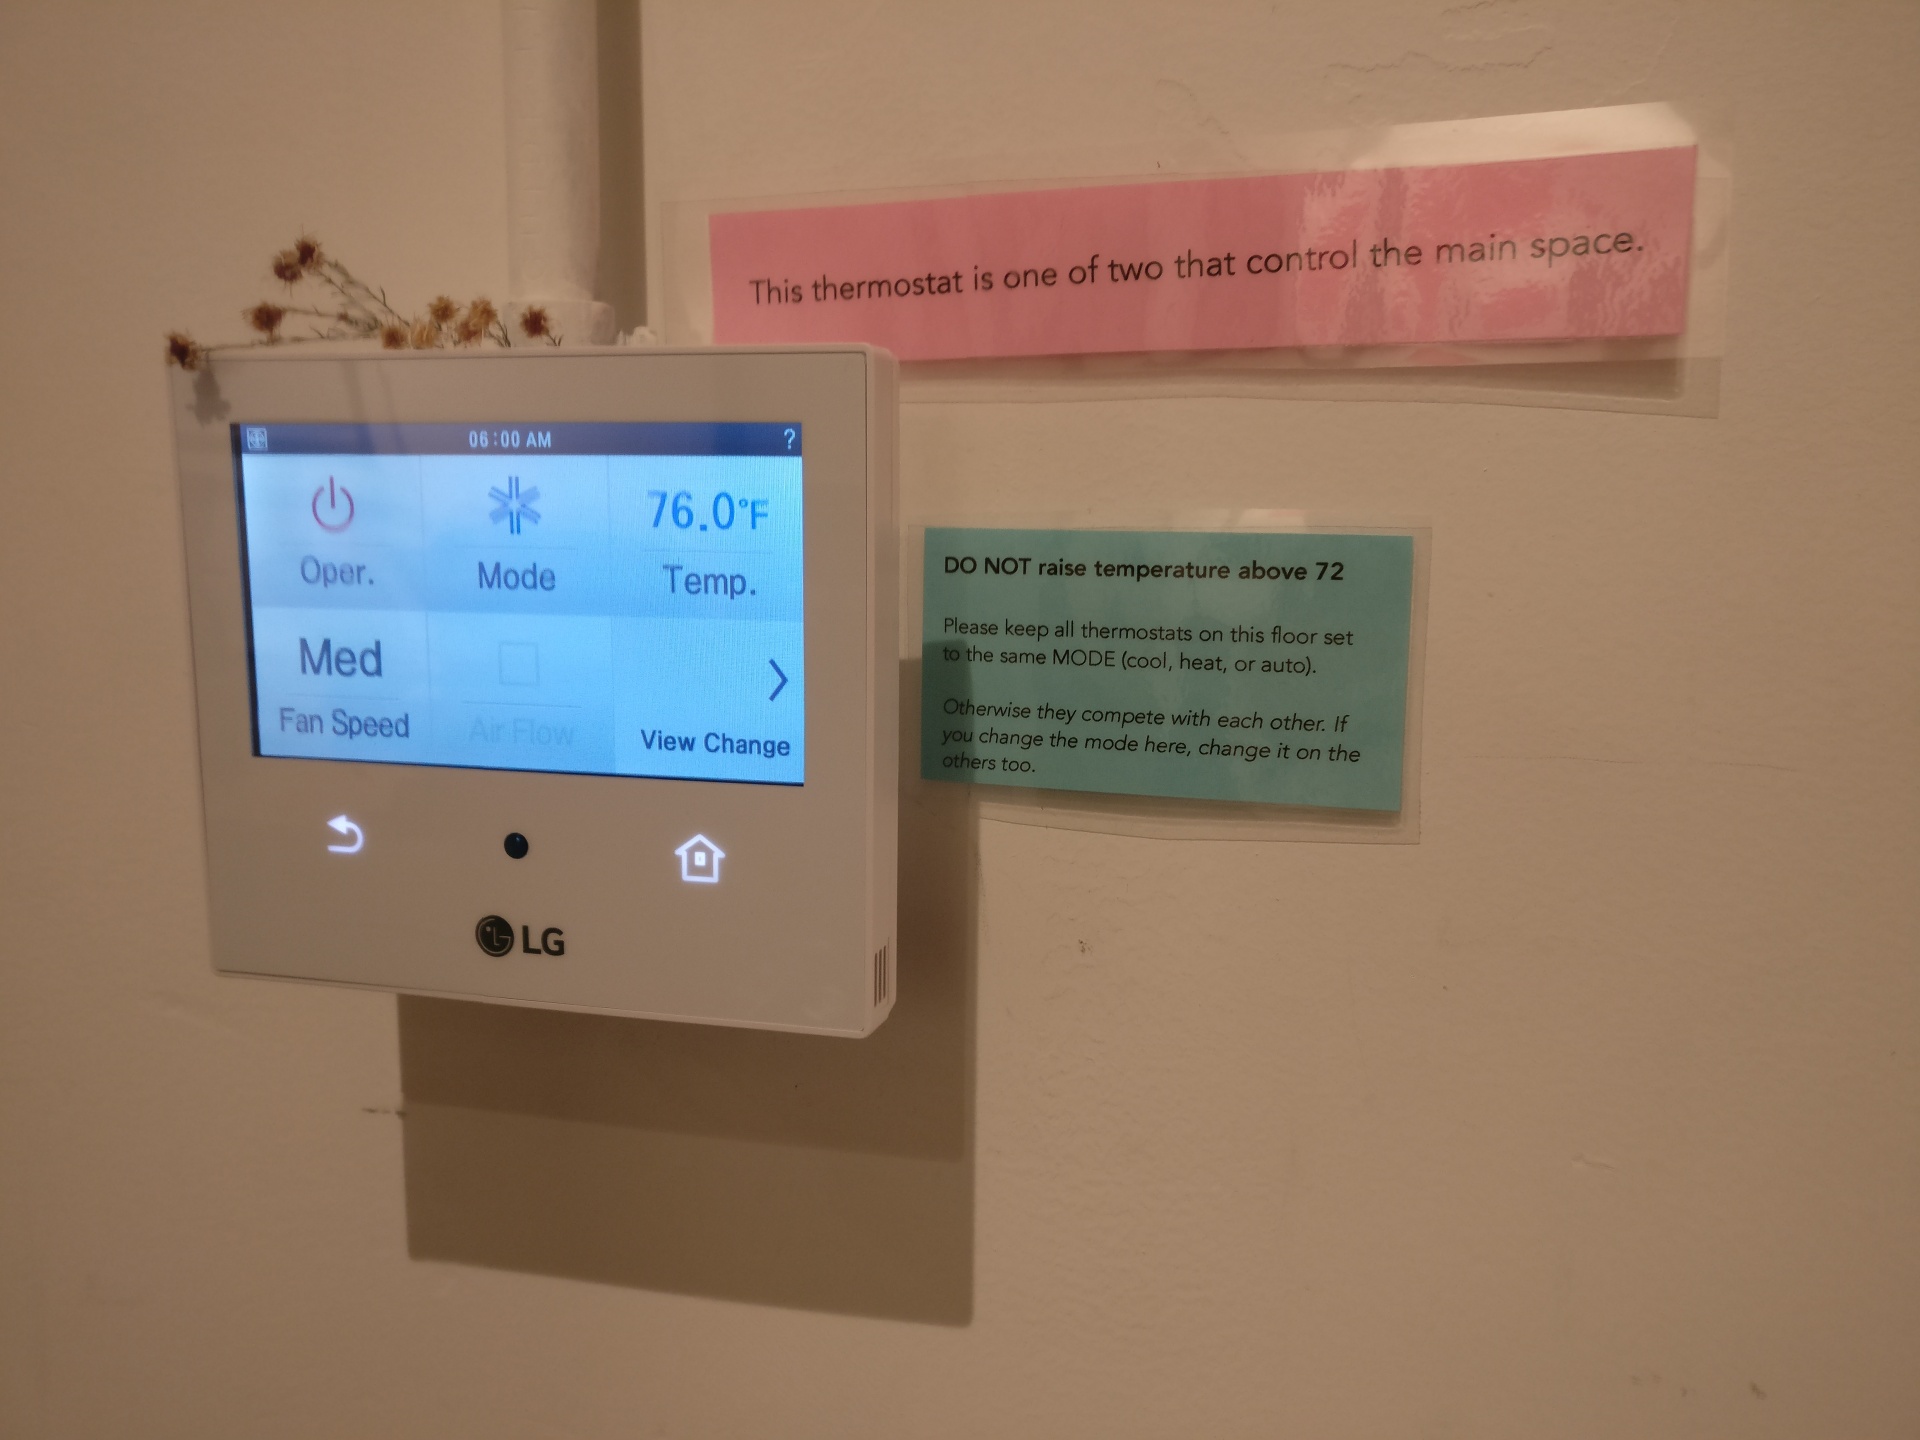 This thermostat is one of two that control the main space.
06:00 AM ?
76.0°F
Oper. Mode Temp.
Med
Fan Speed Air Flow View Change
LG
DO NOT raise temperature above 72
Please keep all thermostats on this floor set
to the same MODE (cool, heat, or auto).
Otherwise they compete with each other. If
you change the mode here, change it on the
others too.